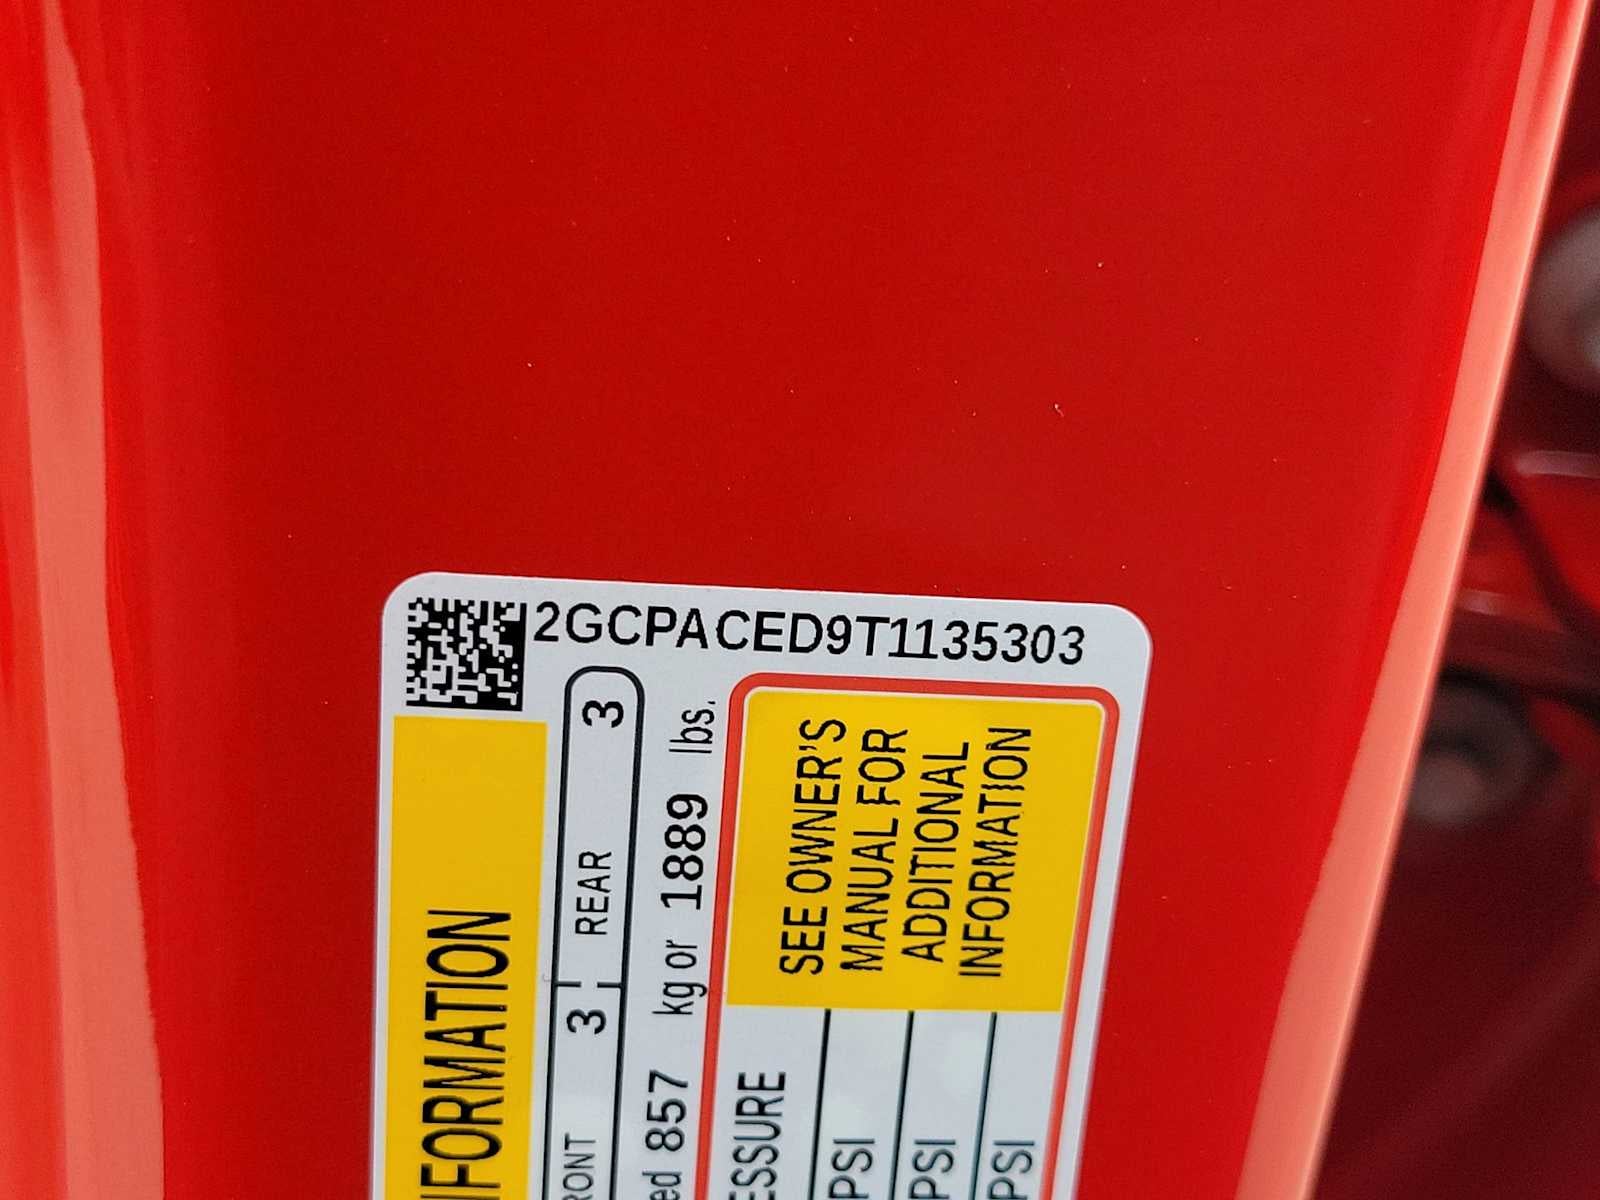 2GCPACED9T1135303
FORMATION
RONT 3 REAR 3
ed 857 kg or 1889 lbs.
ESSURE
SEE OWNER'S
MANUAL FOR
ADDITIONAL
INFORMATION
PSI
PSI
PSI